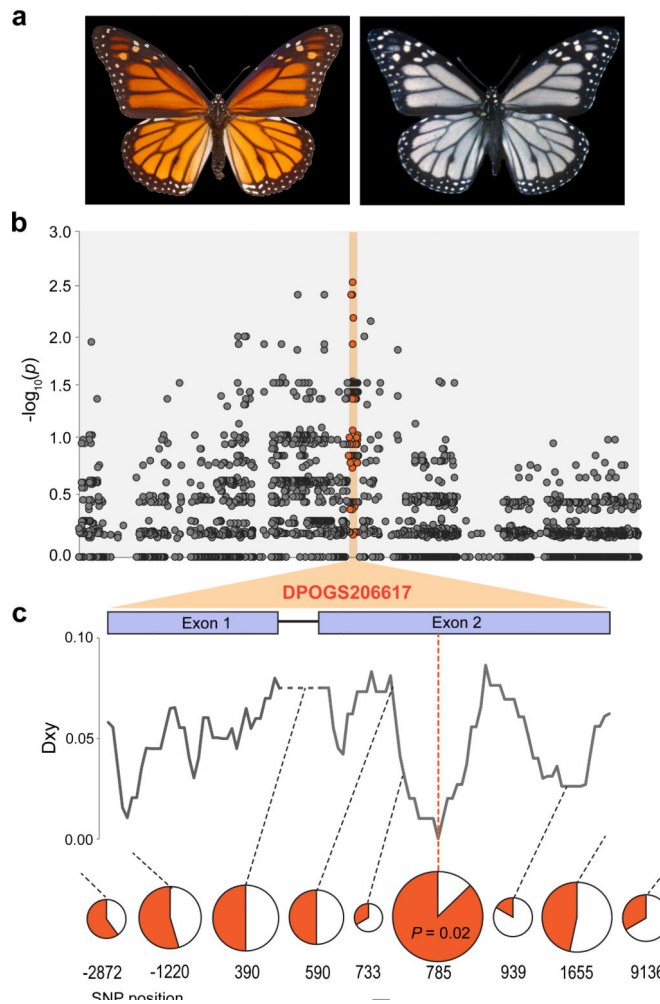 a
b
3.0
2.5
2.0
1.5
1.0
0.5
0.0
-log10(p)
DPOGS206617
c
Exon 1
Exon 2
0.10
0.05
0.00
Dxy
P = 0.02
-2872 -1220 390 590 733 785 939 1655 9136
SNP position